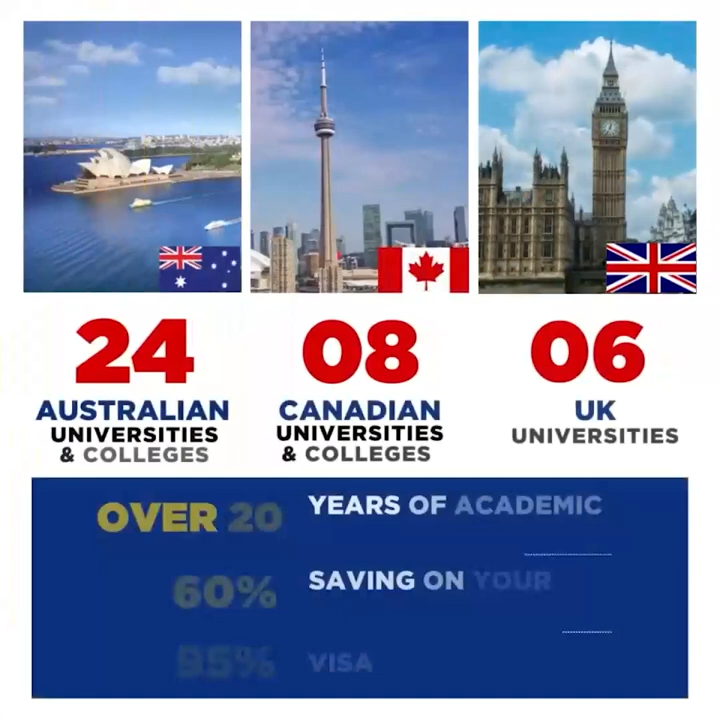 24
AUSTRALIAN
UNIVERSITIES
& COLLEGES
08
CANADIAN
UNIVERSITIES
& COLLEGES
06
UK
UNIVERSITIES
OVER 20 YEARS OF ACADEMIC
60% SAVING ON YOUR
95% VISA